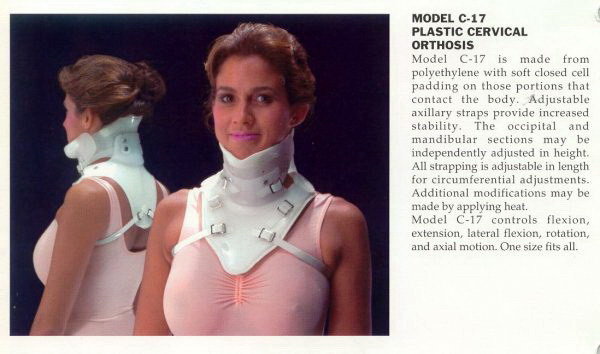 MODEL C-17
PLASTIC CERVICAL
ORTHOSIS
Model C-17 is made from
polyethylene with soft closed cell
padding on those portions that
contact the body. Adjustable
axillary straps provide increased
stability. The occipital and
mandibular sections may be
independently adjusted in height.
All strapping is adjustable in length
for circumferential adjustments.
Additional modifications may be
made by applying heat.
Model C-17 controls flexion,
extension, lateral flexion, rotation,
and axial motion. One size fits all.